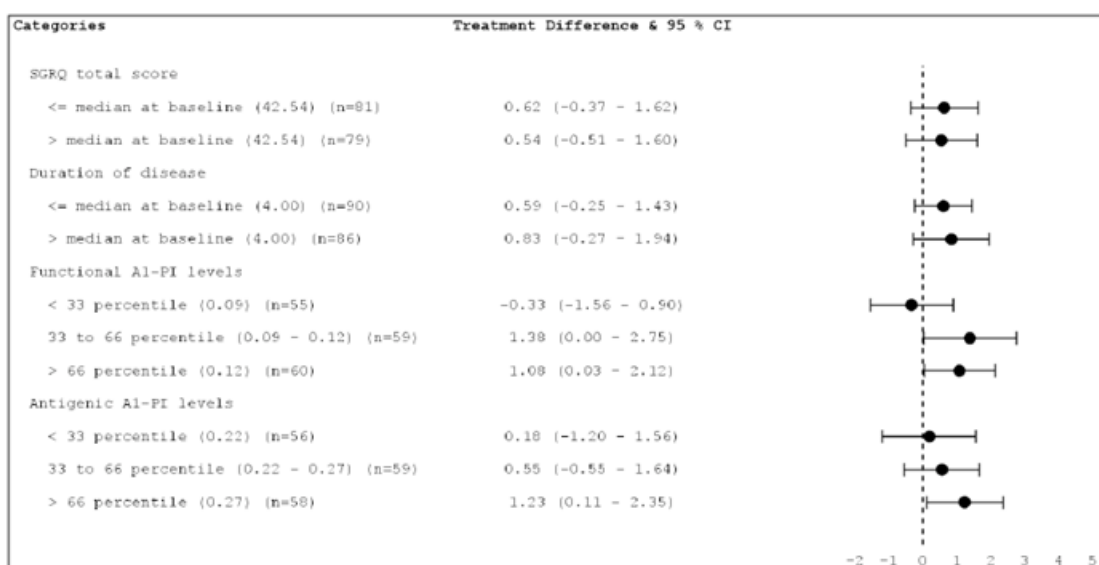 Categories Treatment Difference & 95 % CI
SGRQ total score
<= median at baseline (42.54) (n=81) 0.62 (-0.37 - 1.62)
> median at baseline (42.54) (n=79) 0.54 (-0.51 - 1.60)
Duration of disease
<= median at baseline (4.00) (n=90) 0.59 (-0.25 - 1.43)
> median at baseline (4.00) (n=86) 0.83 (-0.27 - 1.94)
Functional A1-PI levels
< 33 percentile (0.09) (n=55) -0.33 (-1.56 - 0.90)
33 to 66 percentile (0.09 - 0.12) (n=59) 1.38 (0.00 - 2.75)
> 66 percentile (0.12) (n=60) 1.08 (0.03 - 2.12)
Antigenic A1-PI levels
< 33 percentile (0.22) (n=56) 0.18 (-1.20 - 1.56)
33 to 66 percentile (0.22 - 0.27) (n=59) 0.55 (-0.55 - 1.64)
> 66 percentile (0.27) (n=58) 1.23 (0.11 - 2.35)
-2 -1 0 1 2 3 4 5